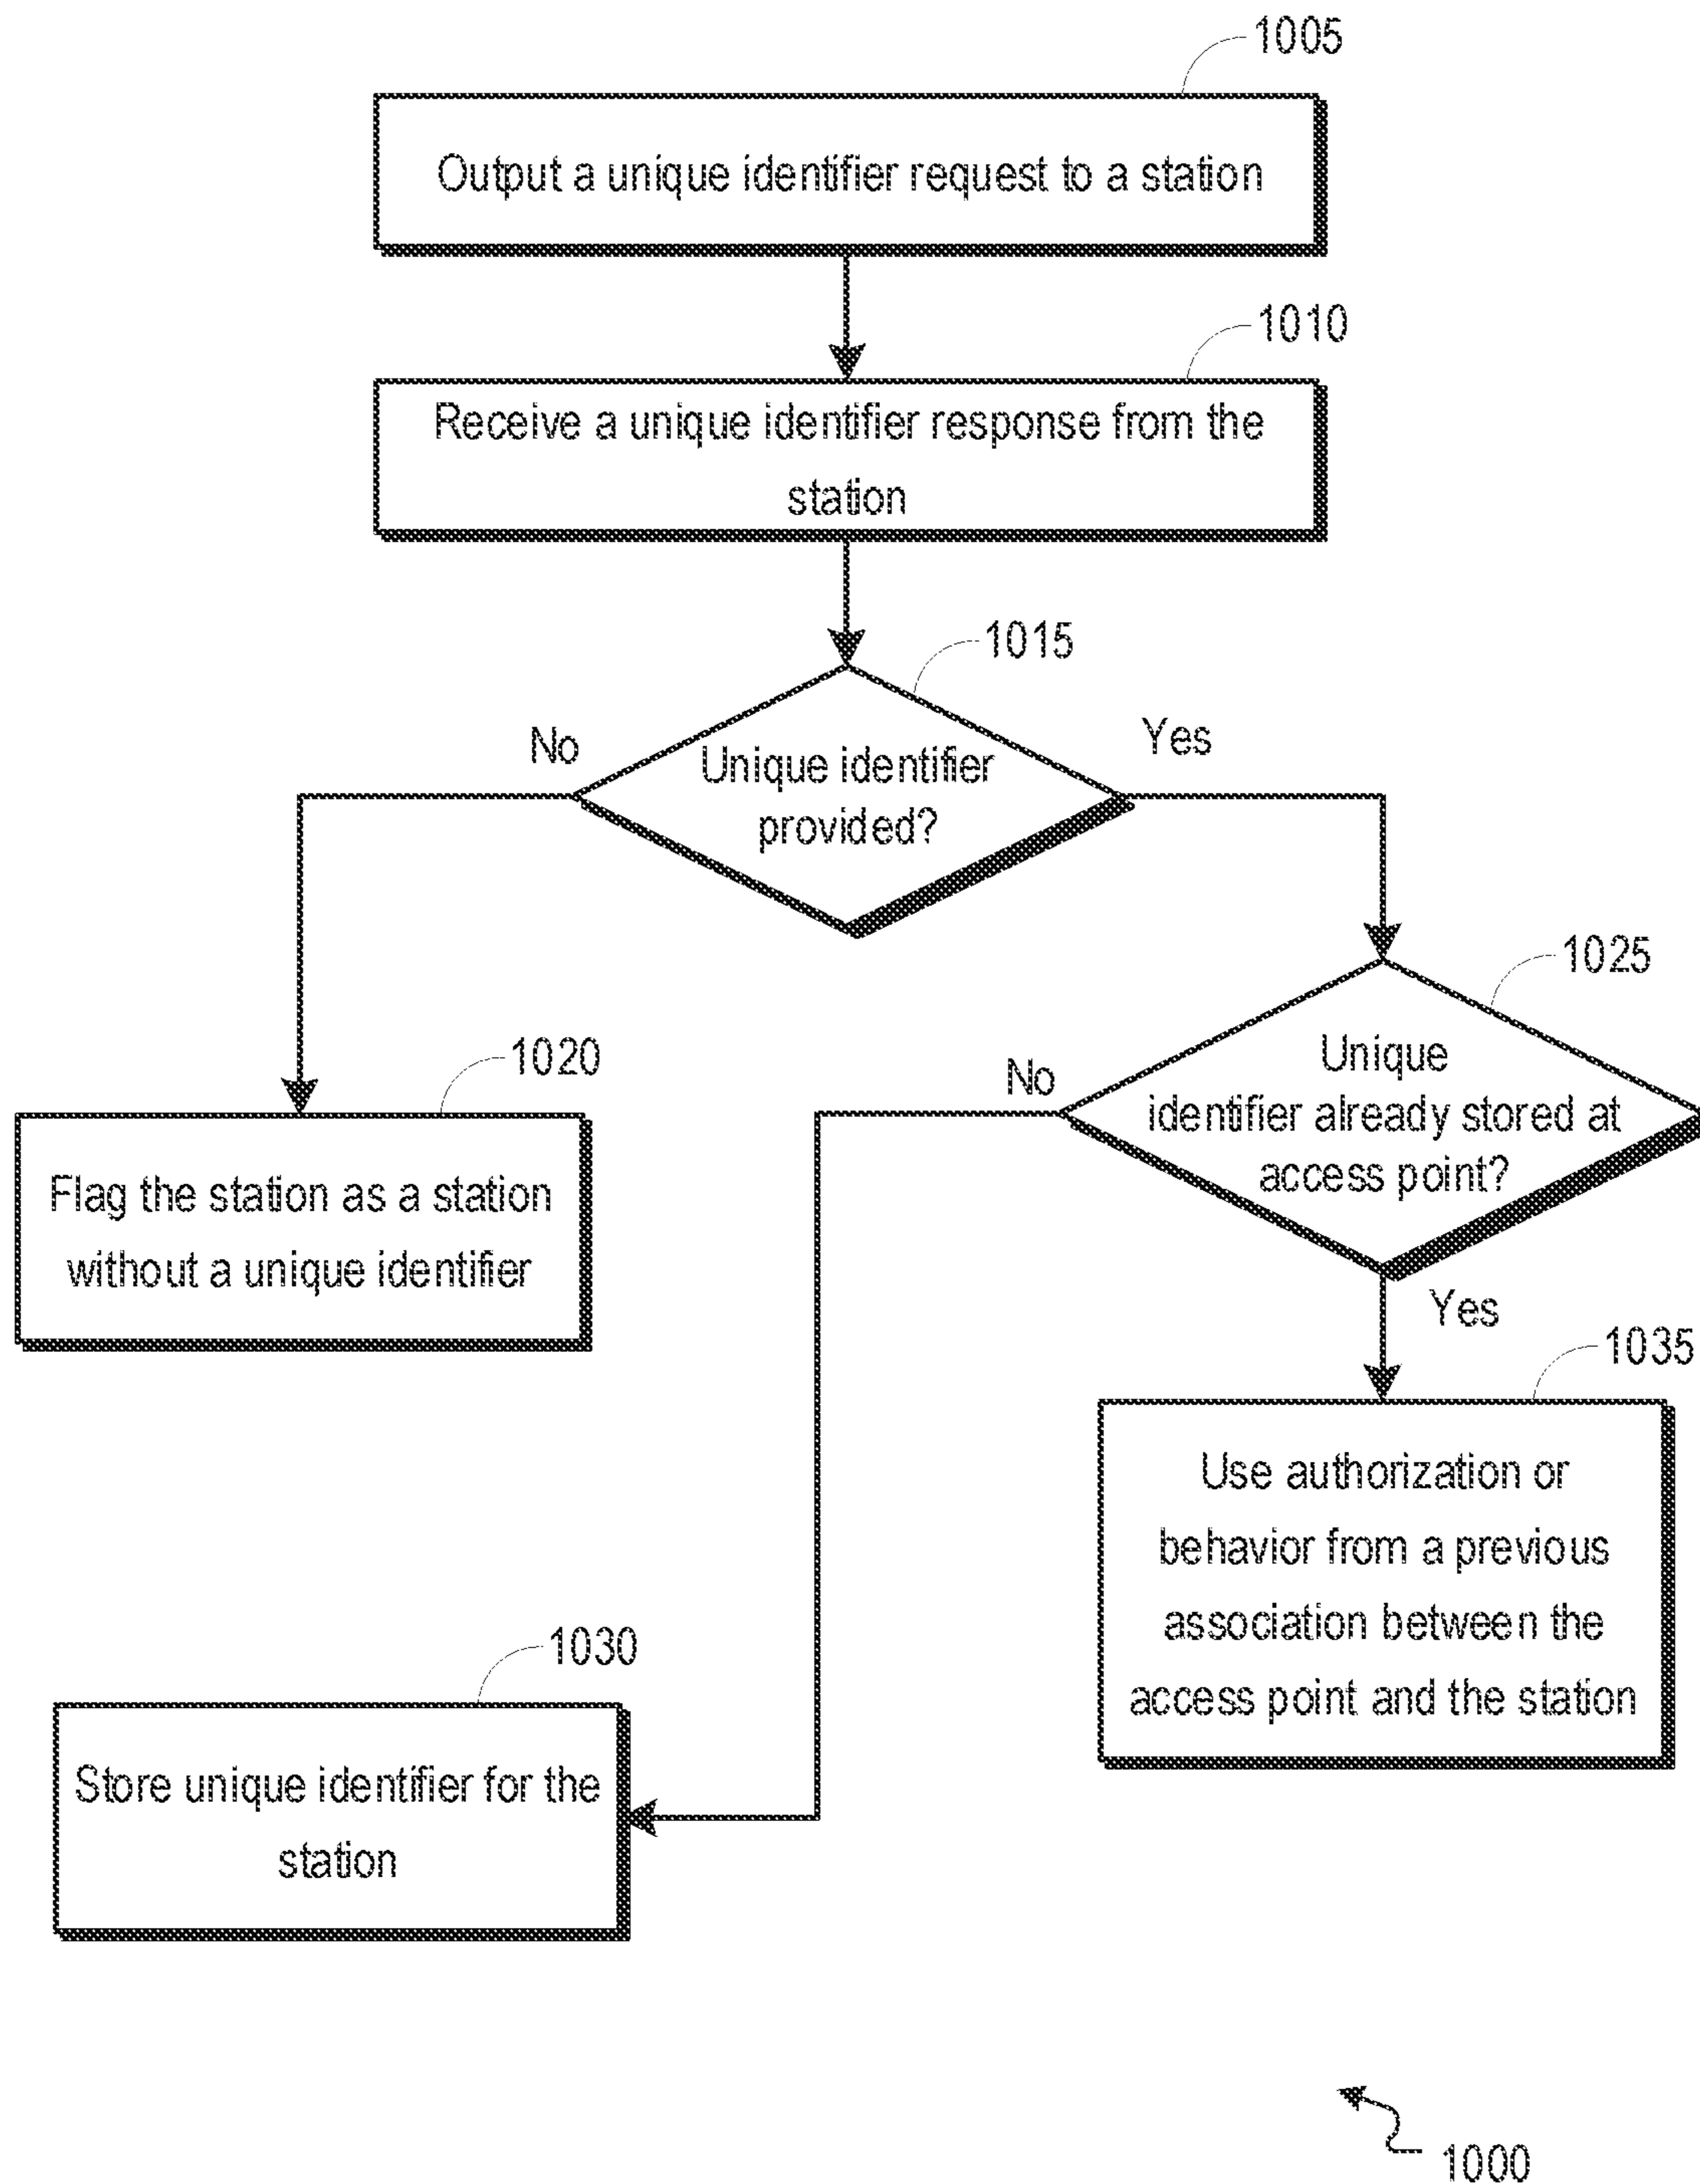 1005
Output a unique identifier request to a station
1010
Receive a unique identifier response from the
station
1015
No
Yes
Unique identifier
provided?
1025
Unique
identifier already stored at
access point?
No
1020
Flag the station as a station
without a unique identifier
Yes
1035
Use authorization or
behavior from a previous
association between the
access point and the station
1030
Store unique identifier for the
station
1000